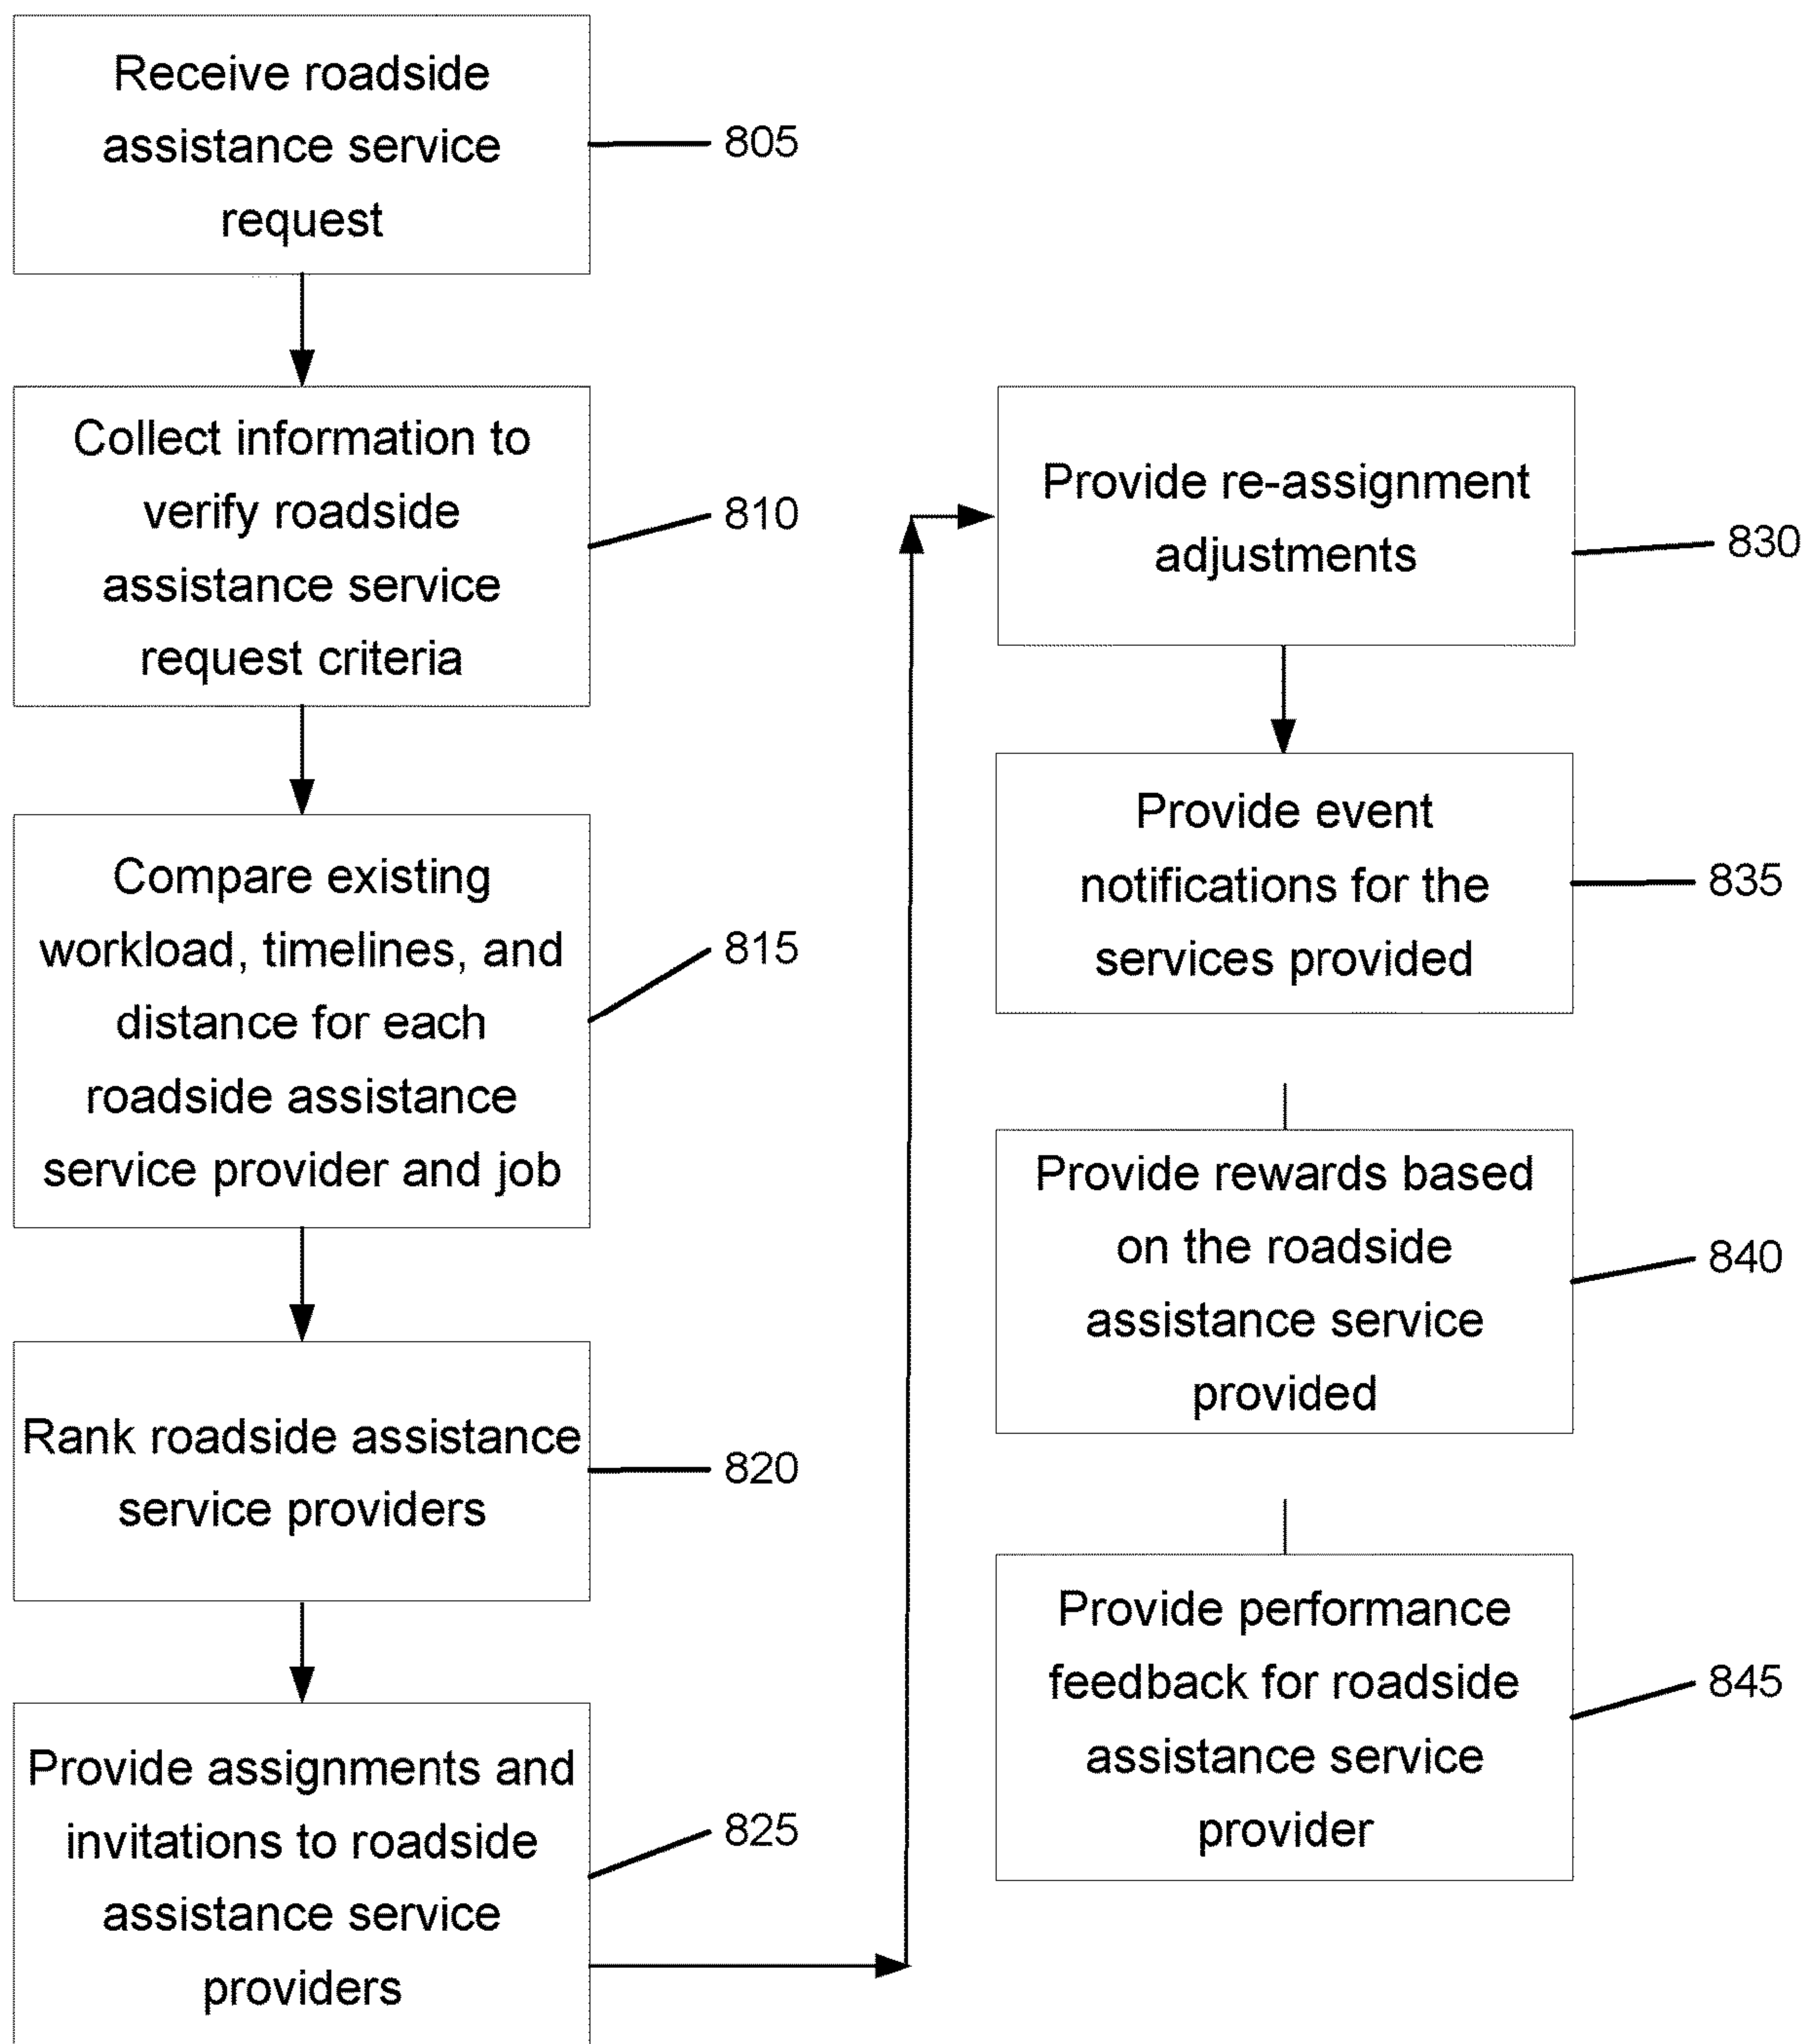 Receive roadside
assistance service
request
805
Collect information to
verify roadside
assistance service
request criteria
810
Compare existing
workload, timelines, and
distance for each
roadside assistance
service provider and job
815
Rank roadside assistance
service providers
820
Provide assignments and
invitations to roadside
assistance service
providers
825
Provide re-assignment
adjustments
830
Provide event
notifications for the
services provided
835
Provide rewards based
on the roadside
assistance service
provided
840
Provide performance
feedback for roadside
assistance service
provider
845